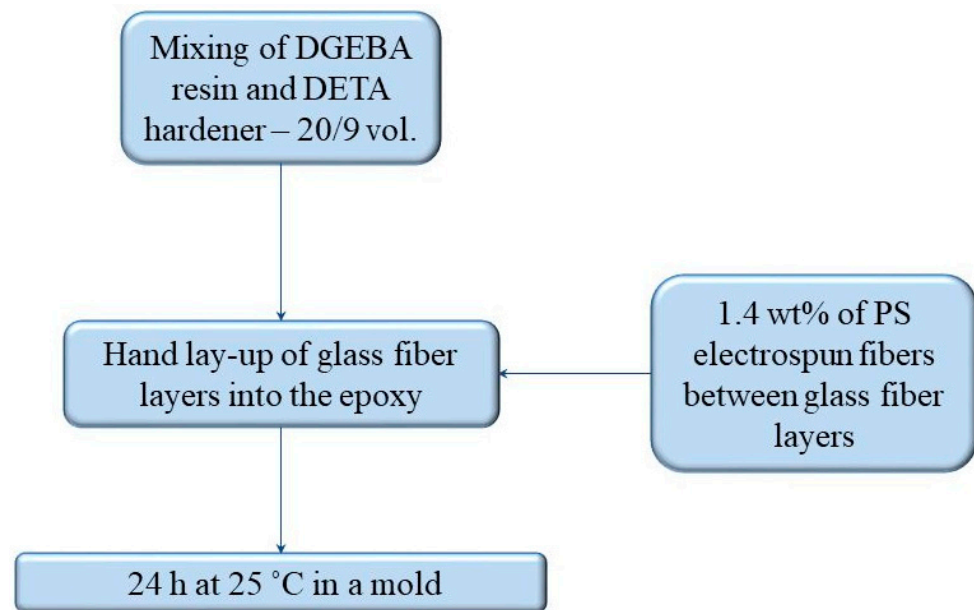 Mixing of DGEBA
resin and DETA
hardener – 20/9 vol.
Hand lay-up of glass fiber
layers into the epoxy
1.4 wt% of PS
electrospun fibers
between glass fiber
layers
24 h at 25 ˚C in a mold